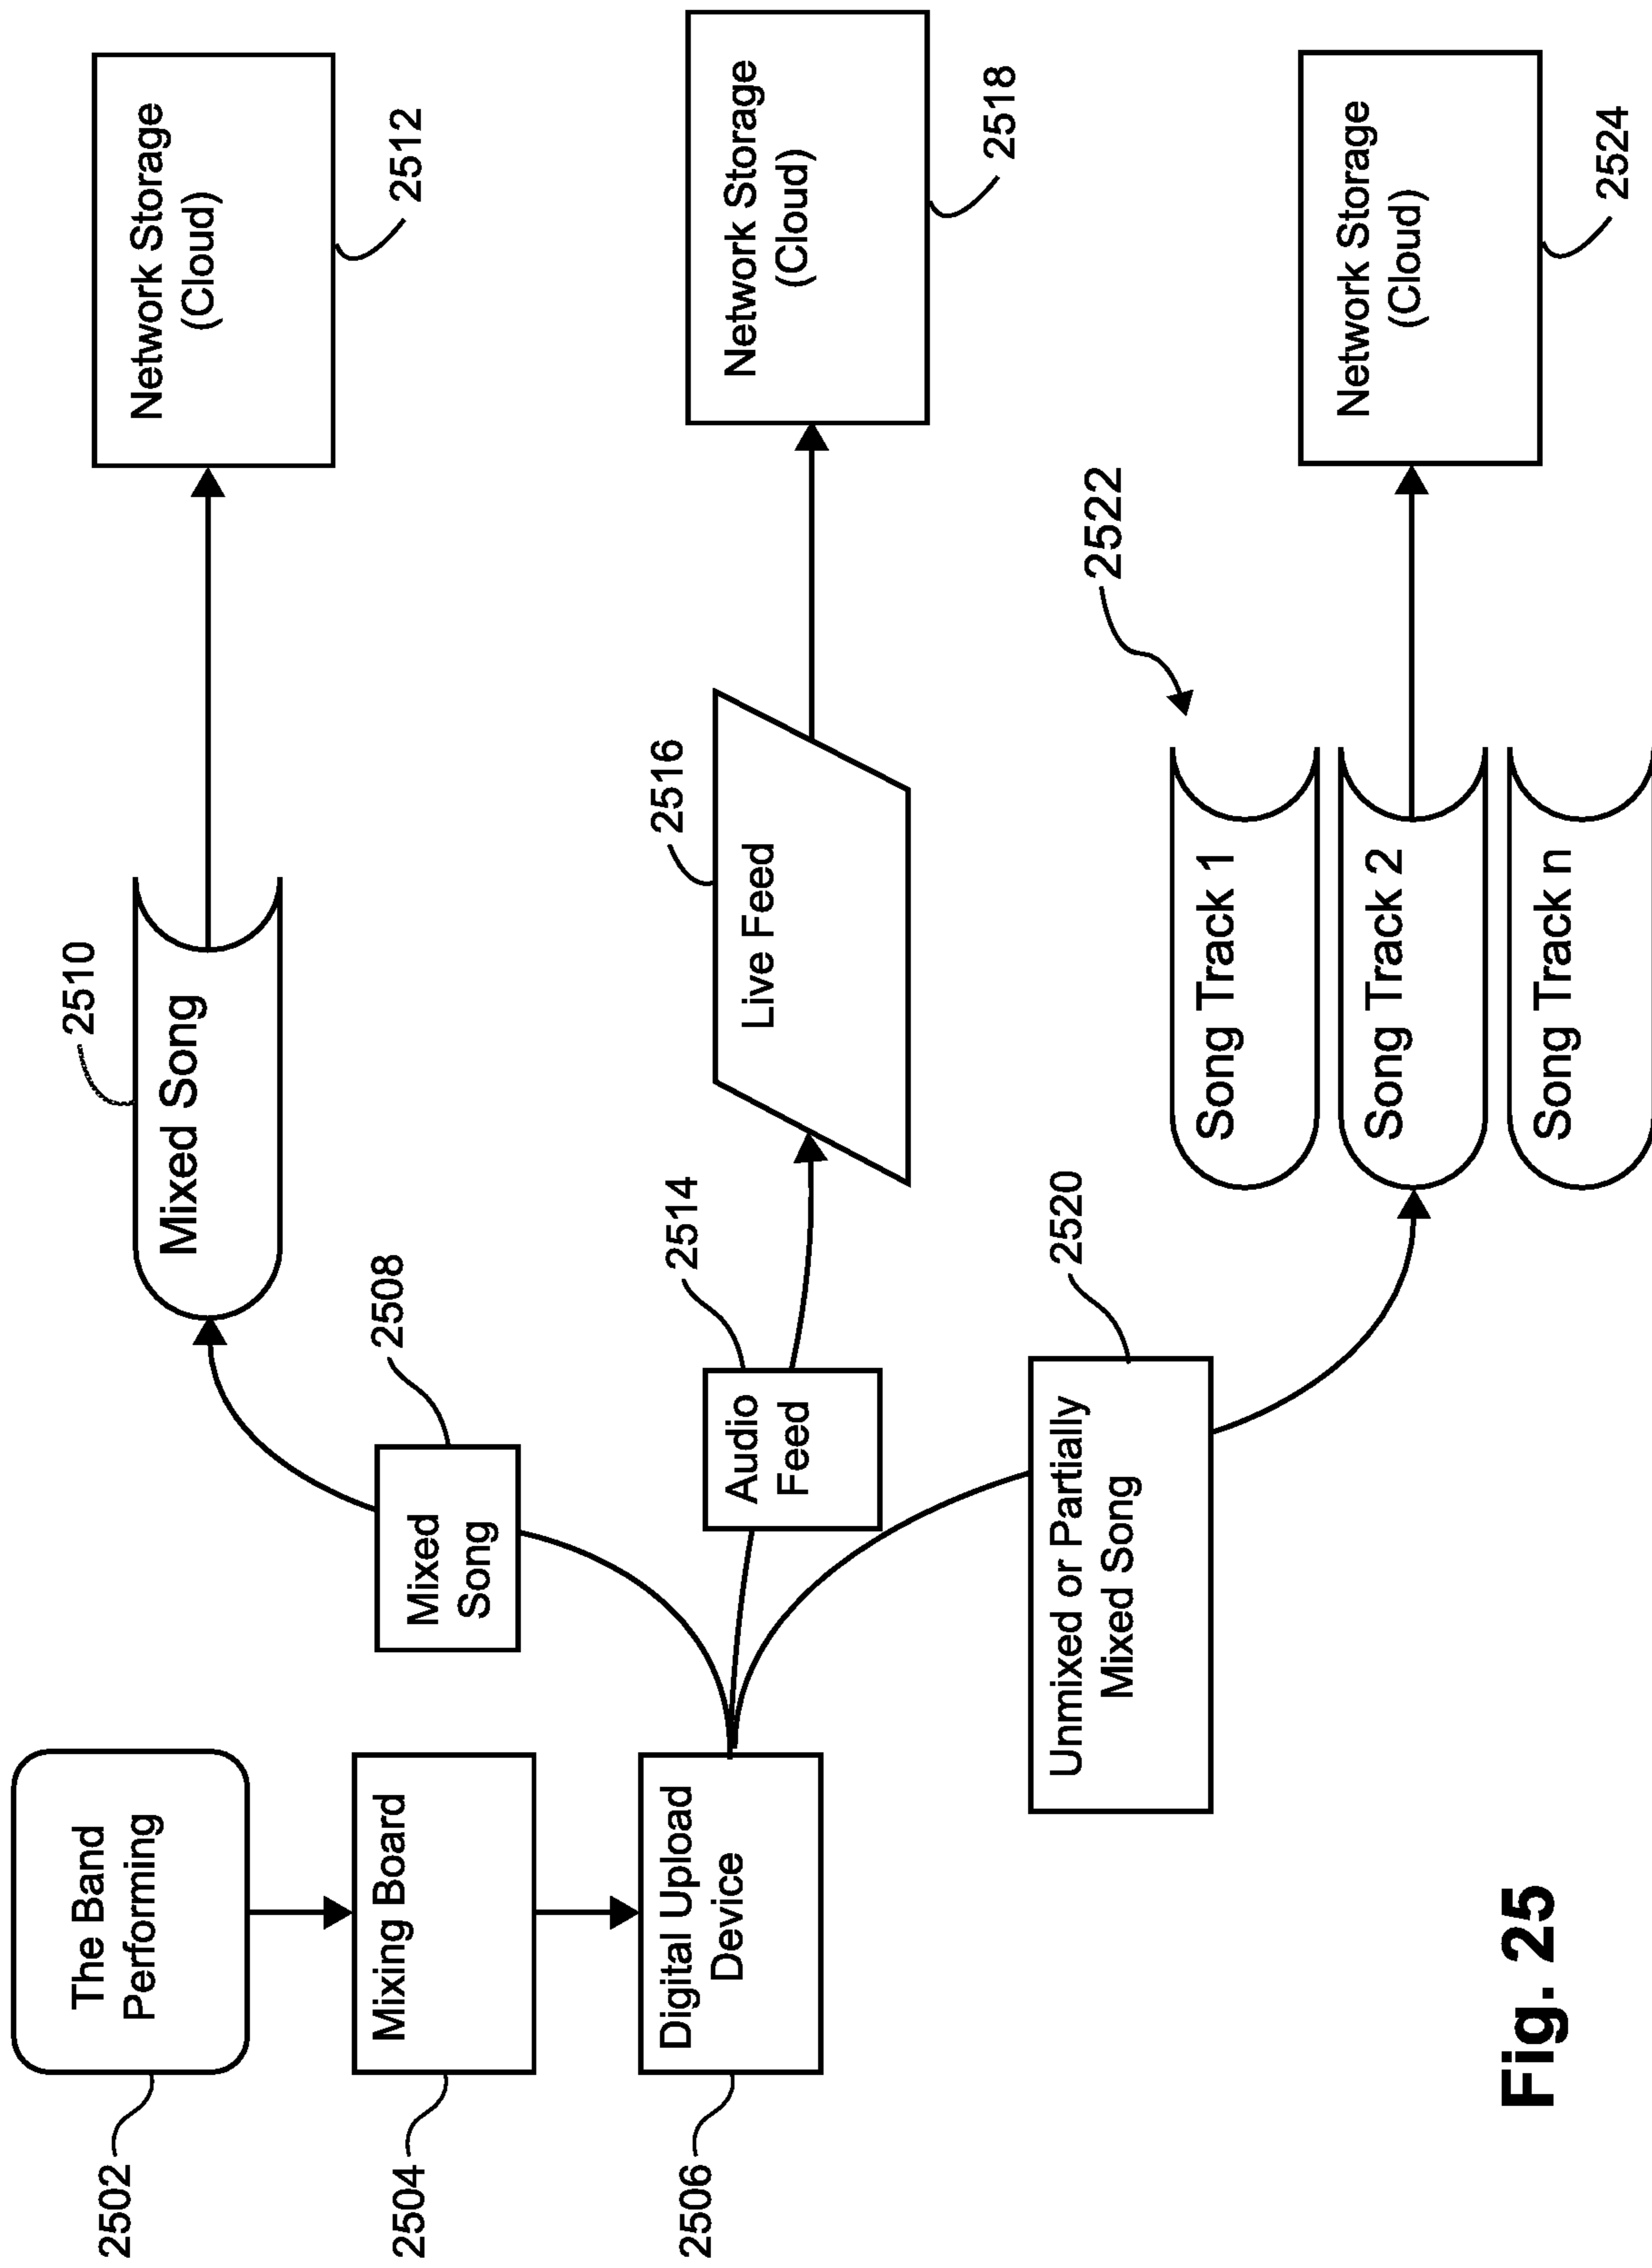 2502
The Band
Performing
2504
Mixing Board
2506
Digital Upload
Device
Mixed
Song
2508
Mixed Song
2510
Network Storage
(Cloud)
2512
Audio
Feed
2514
Live Feed
2516
Network Storage
(Cloud)
2518
Unmixed or Partially
Mixed Song
2520
Song Track 1
Song Track 2
Song Track n
2522
Network Storage
(Cloud)
2524
Fig. 25